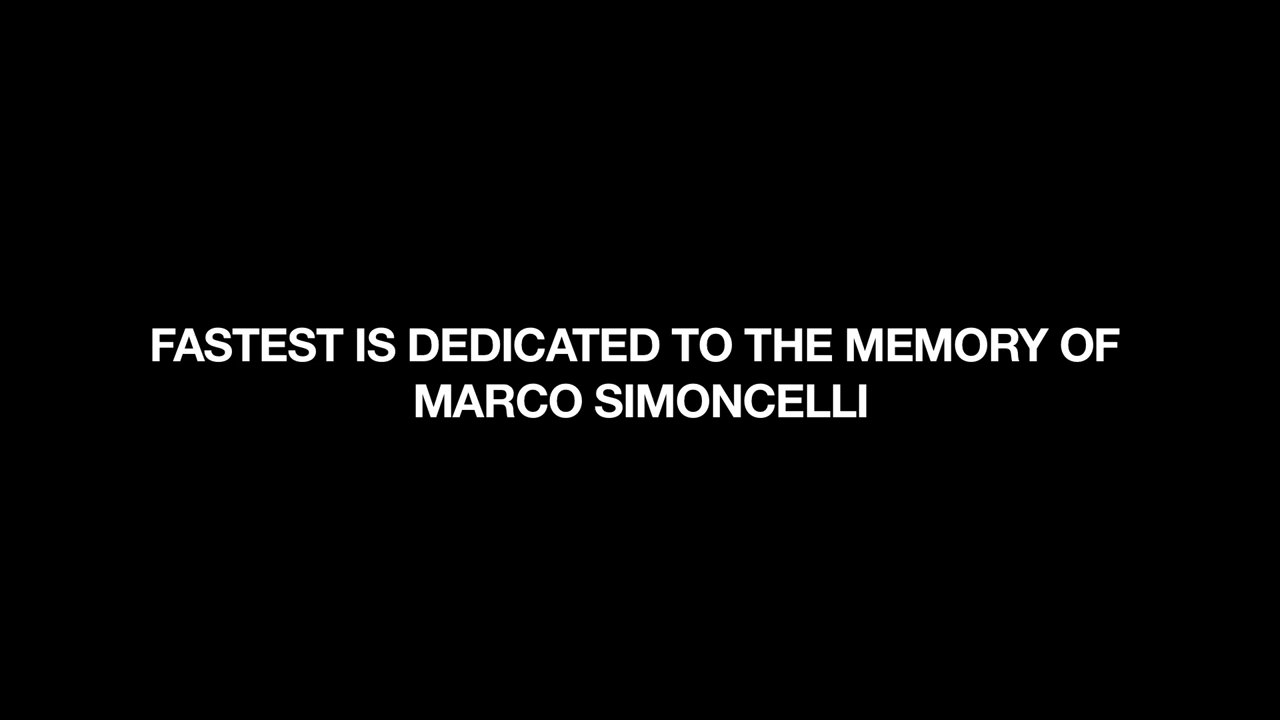 FASTEST IS DEDICATED TO THE MEMORY OF
MARCO SIMONCELLI